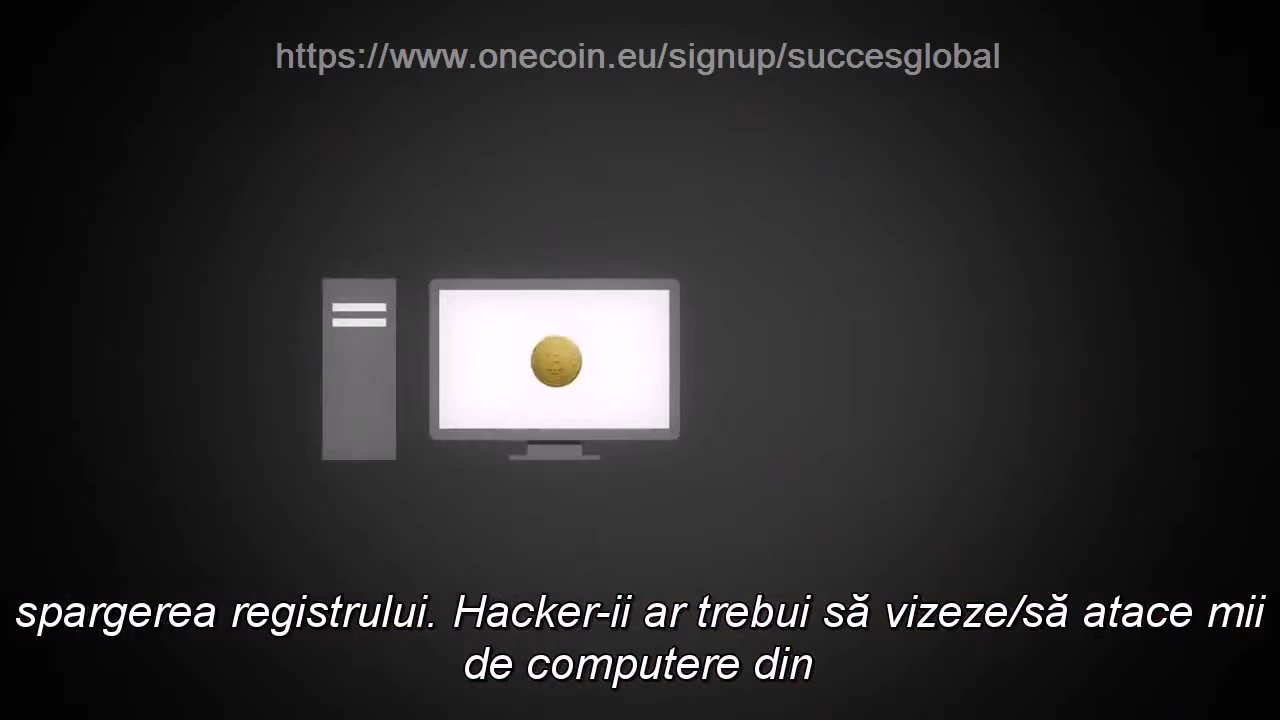 https://www.onecoin.eu/signup/succesglobal
spargerea registrului. Hacker-ii ar trebui să vizeze/să atace mii
de computere din